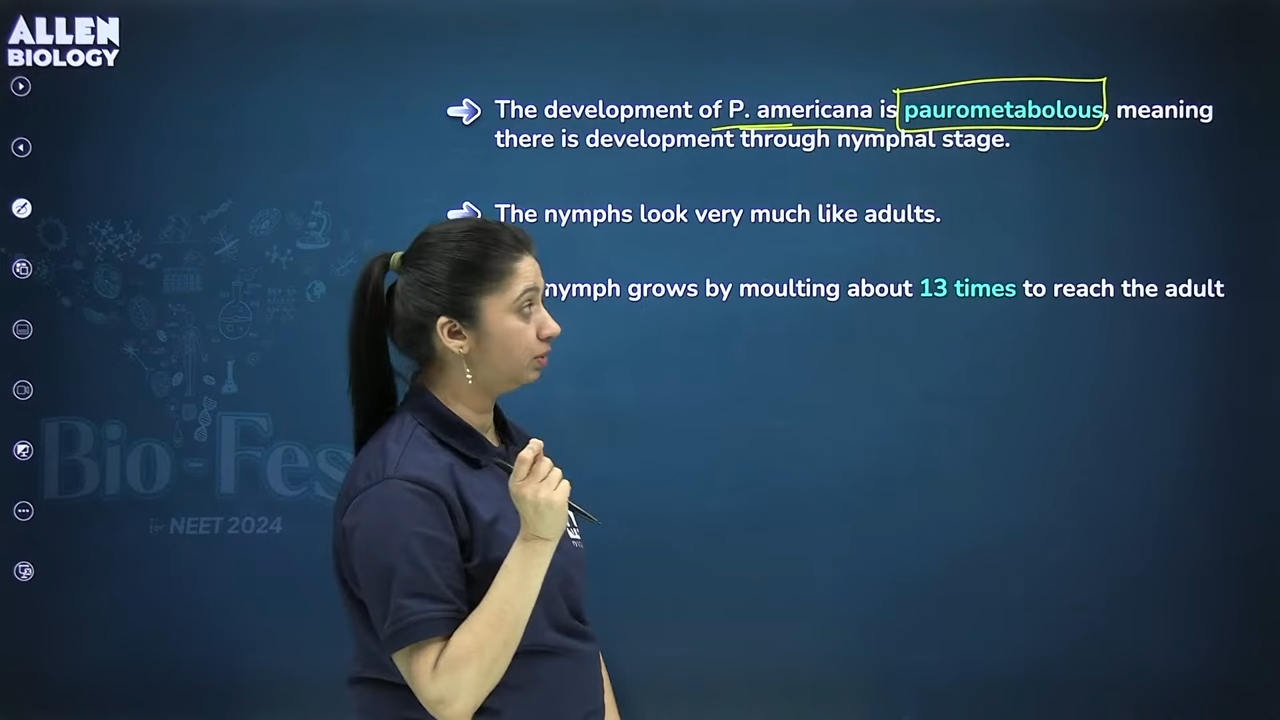 ALLEN
BIOLOGY
The development of P. americana is paurometabolous, meaning
there is development through nymphal stage.
The nymphs look very much like adults.
nymph grows by moulting about 13 times to reach the adult
Bio-Fes
for NEET 2024